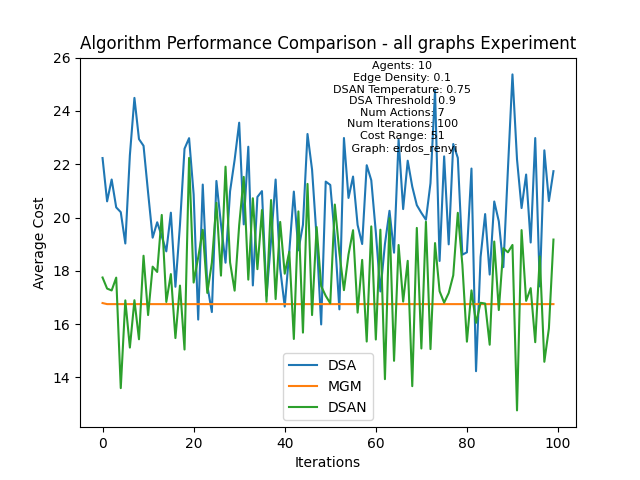 Algorithm Performance Comparison - all graphs Experiment
Agents: 10
Edge Density: 0.1
DSAN Temperature: 0.75
DSA Threshold: 0.9
Num Actions: 7
Num Iterations: 100
Cost Range: 51
Graph: erdos_renyi
26
24
22
20
18
16
14
Average Cost
DSA
MGM
DSAN
0
20
40
60
80
100
Iterations